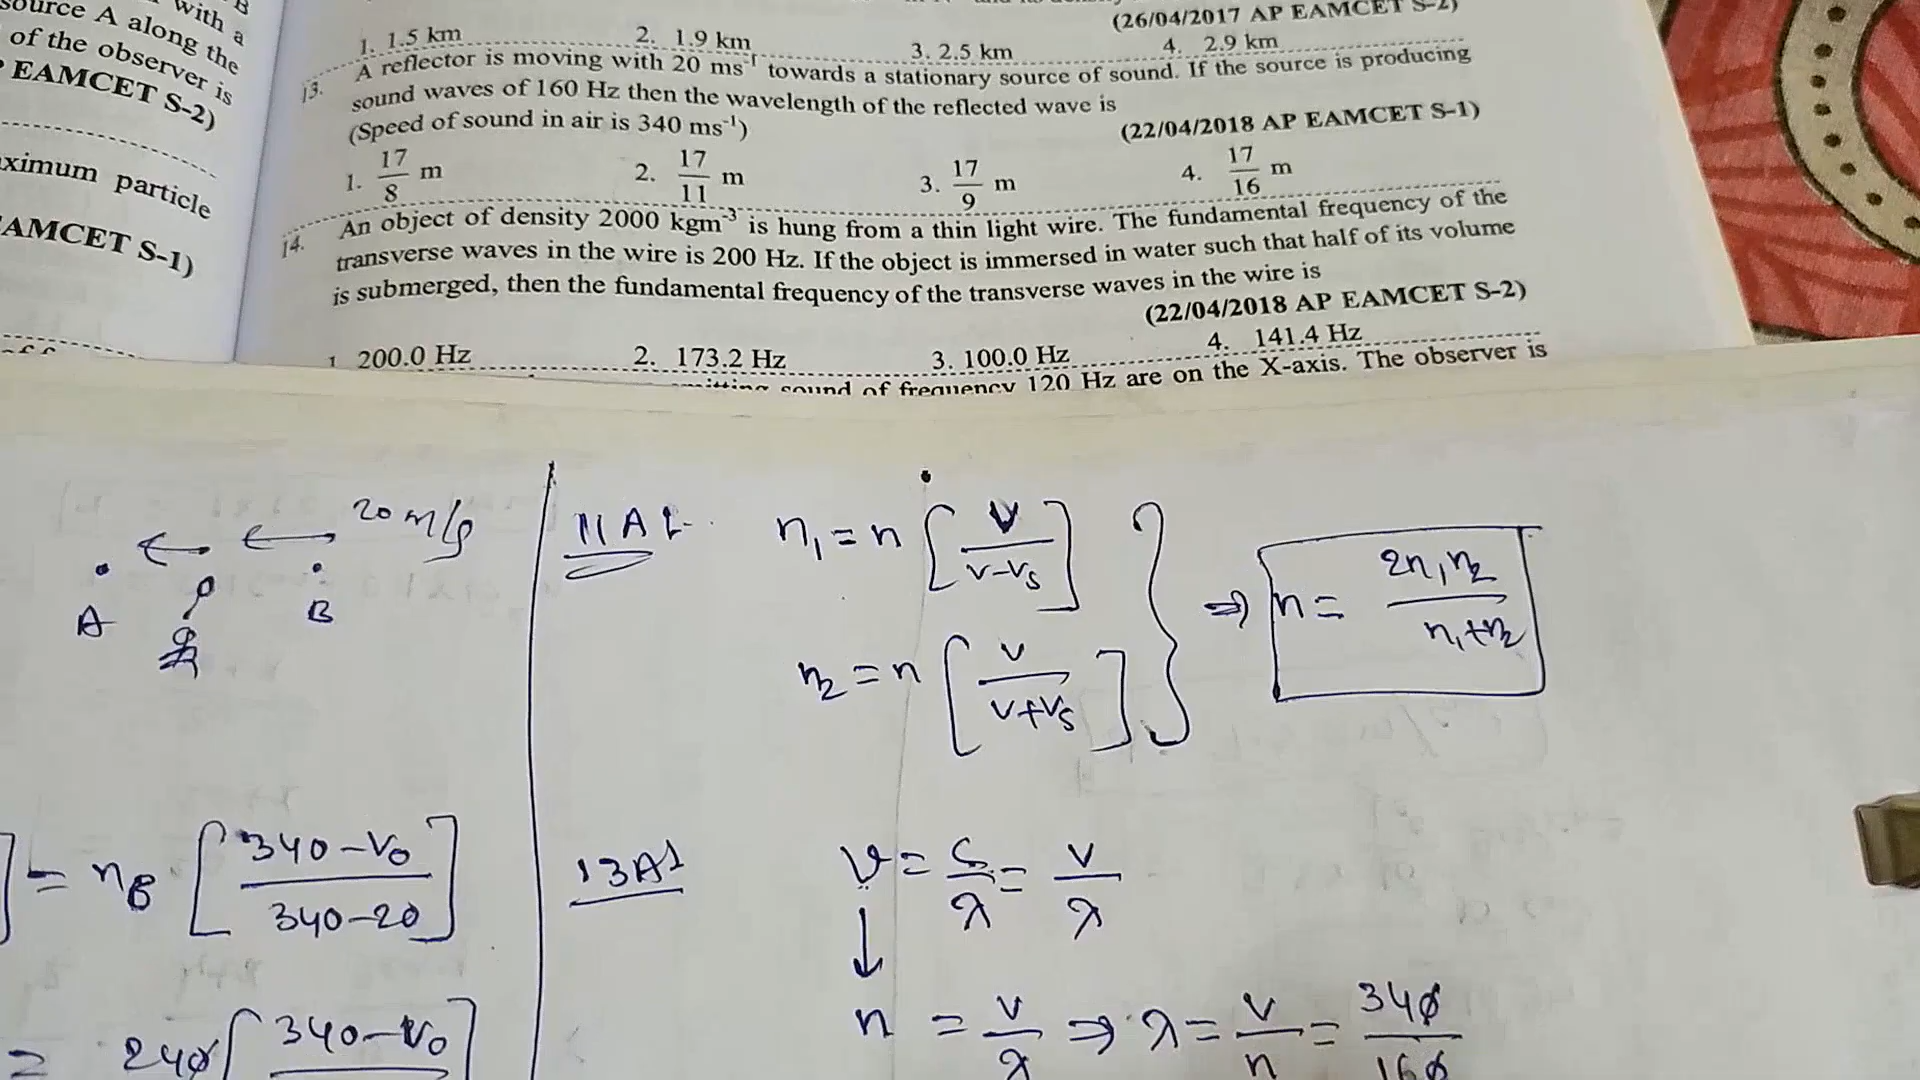 B
with a
source A along the
of the observer is
EAMCET S-2)
aximum particle
EAMCET S-1)
(26/04/2017 AP EAMCET S-2)
1. 1.5 km 2. 1.9 km 3. 2.5 km 4. 2.9 km
13. A reflector is moving with 20 ms⁻¹ towards a stationary source of sound. If the source is producing
sound waves of 160 Hz then the wavelength of the reflected wave is
(Speed of sound in air is 340 ms⁻¹) (22/04/2018 AP EAMCET S-1)
1. 17/8 m 2. 17/11 m 3. 17/9 m 4. 17/16 m
14. An object of density 2000 kgm⁻³ is hung from a thin light wire. The fundamental frequency of the
transverse waves in the wire is 200 Hz. If the object is immersed in water such that half of its volume
is submerged, then the fundamental frequency of the transverse waves in the wire is
(22/04/2018 AP EAMCET S-2)
1 200.0 Hz 2. 173.2 Hz 3. 100.0 Hz 4. 141.4 Hz
sound of frequency 120 Hz are on the X-axis. The observer is
20 m/s
A B
= n_B [(340-v₀)/(340-20)]
= 240 [340-v₀
n₁ = n [v/(v-vₛ)]
n₂ = n [v/(v+vₛ)]
⇒ n = 2n₁n₂/(n₁+n₂)
13A1
ν = c/λ = v/λ
↓
n = v/λ ⇒ λ = v/n = 340/160